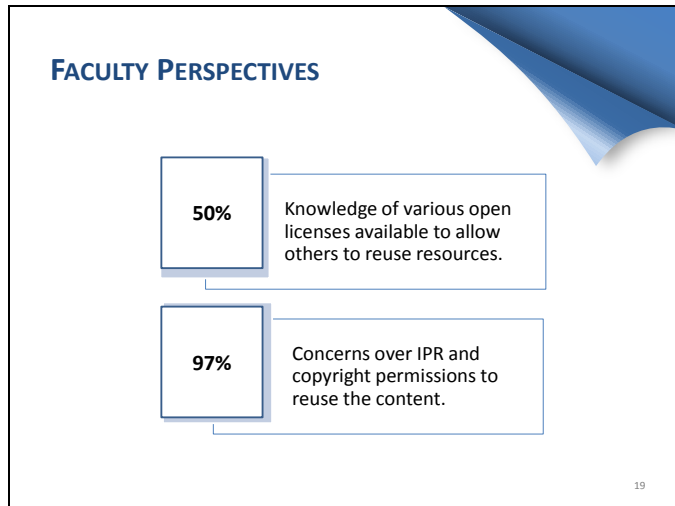 FACULTY PERSPECTIVES
50%
Knowledge of various open
licenses available to allow
others to reuse resources.
97%
Concerns over IPR and
copyright permissions to
reuse the content.
19